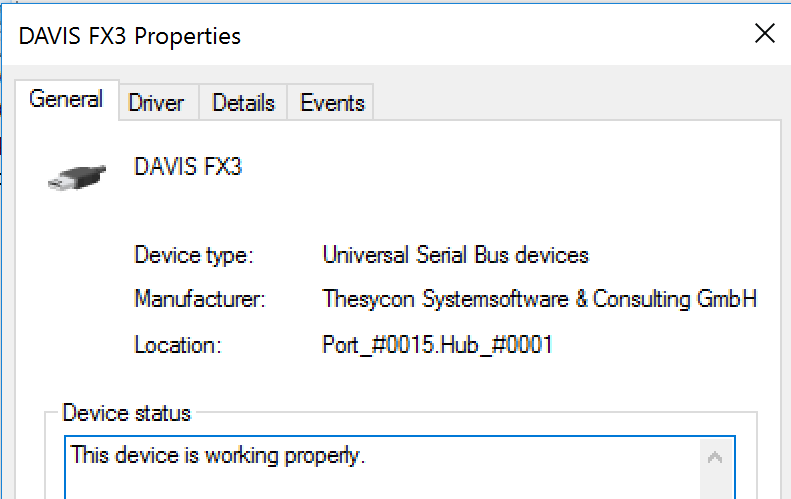 DAVIS FX3 Properties
General Driver Details Events
DAVIS FX3
Device type: Universal Serial Bus devices
Manufacturer: Thesycon Systemsoftware & Consulting GmbH
Location: Port_#0015.Hub_#0001
Device status
This device is working properly.